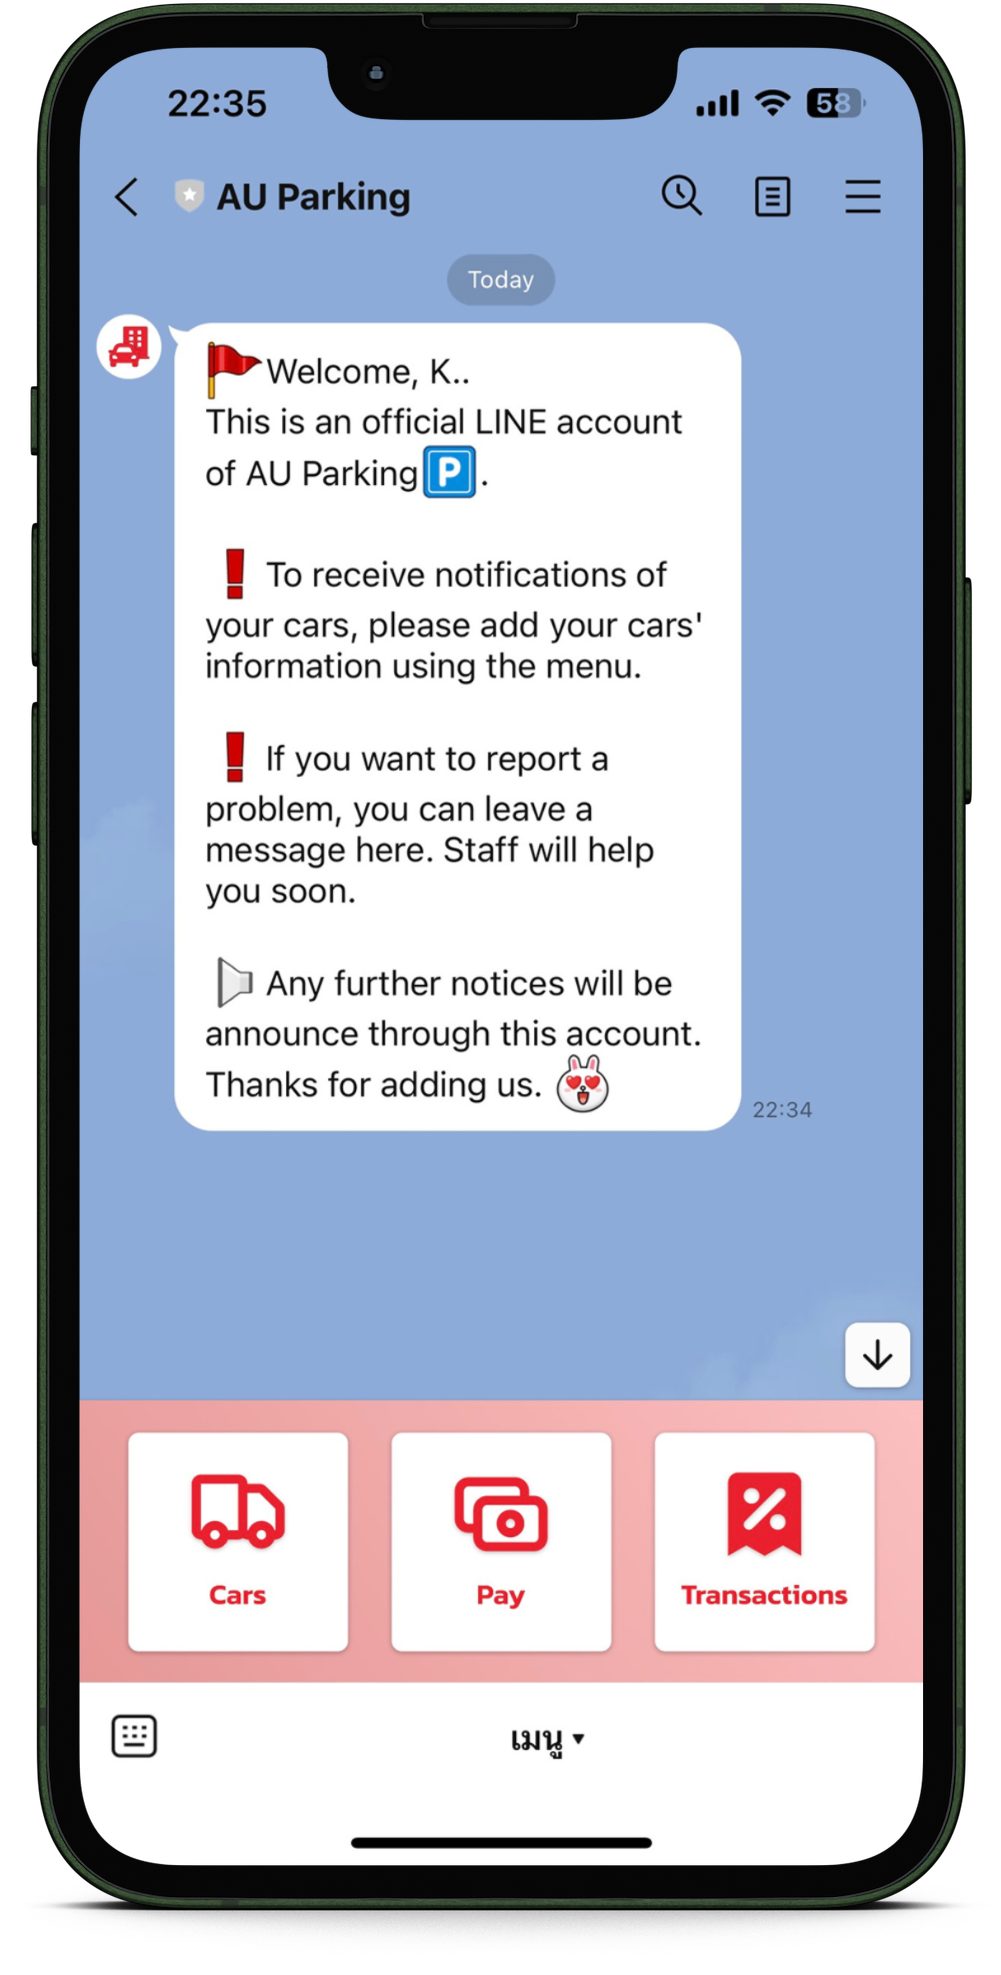 22:35
58
AU Parking
Today
Welcome, K..
This is an official LINE account
of AU Parking P.
To receive notifications of
your cars, please add your cars'
information using the menu.
If you want to report a
problem, you can leave a
message here. Staff will help
you soon.
Any further notices will be
announce through this account.
Thanks for adding us.
22:34
Cars
Pay
Transactions
เมนู